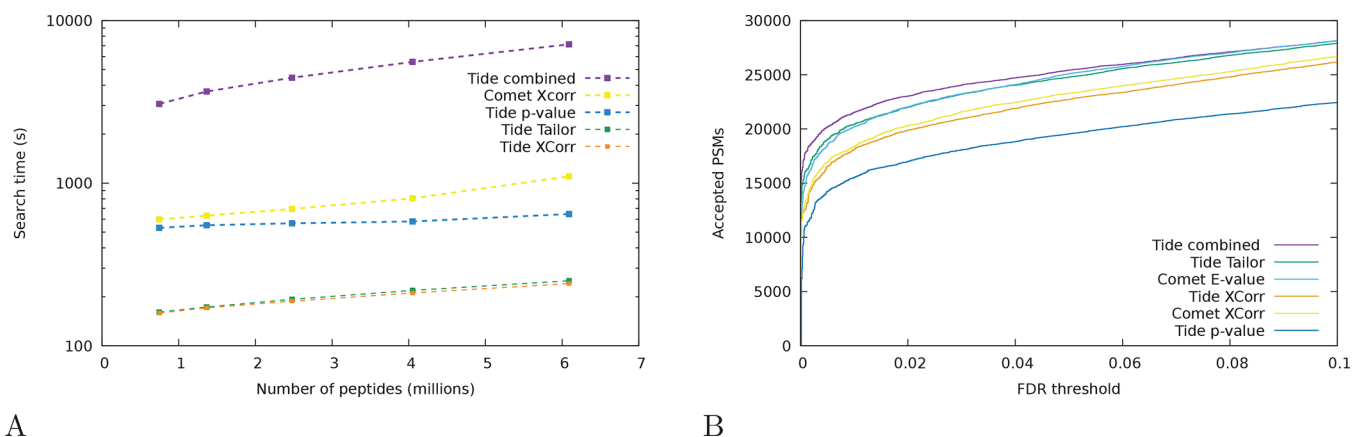 10000
1000
100
Search time (s)
Tide combined
Comet Xcorr
Tide p-value
Tide Tailor
Tide XCorr
0 1 2 3 4 5 6 7
Number of peptides (millions)
A
30000
25000
20000
15000
10000
5000
0
Accepted PSMs
Tide combined
Tide Tailor
Comet E-value
Tide XCorr
Comet XCorr
Tide p-value
0 0.02 0.04 0.06 0.08 0.1
FDR threshold
B